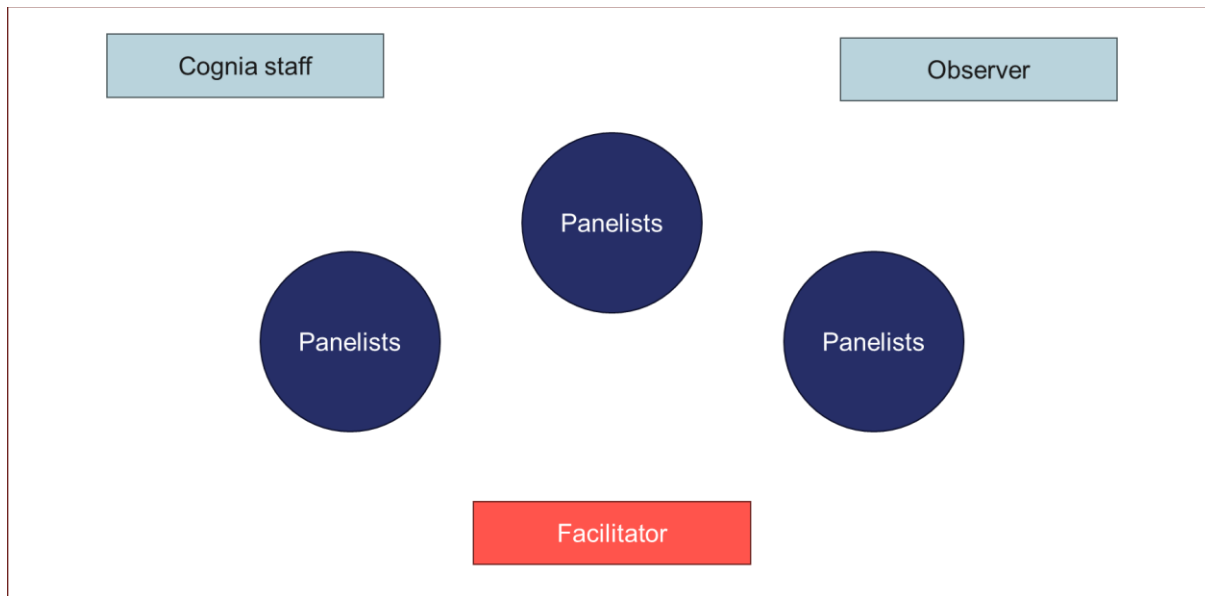 Cognia staff
Observer
Panelists
Panelists
Panelists
Facilitator